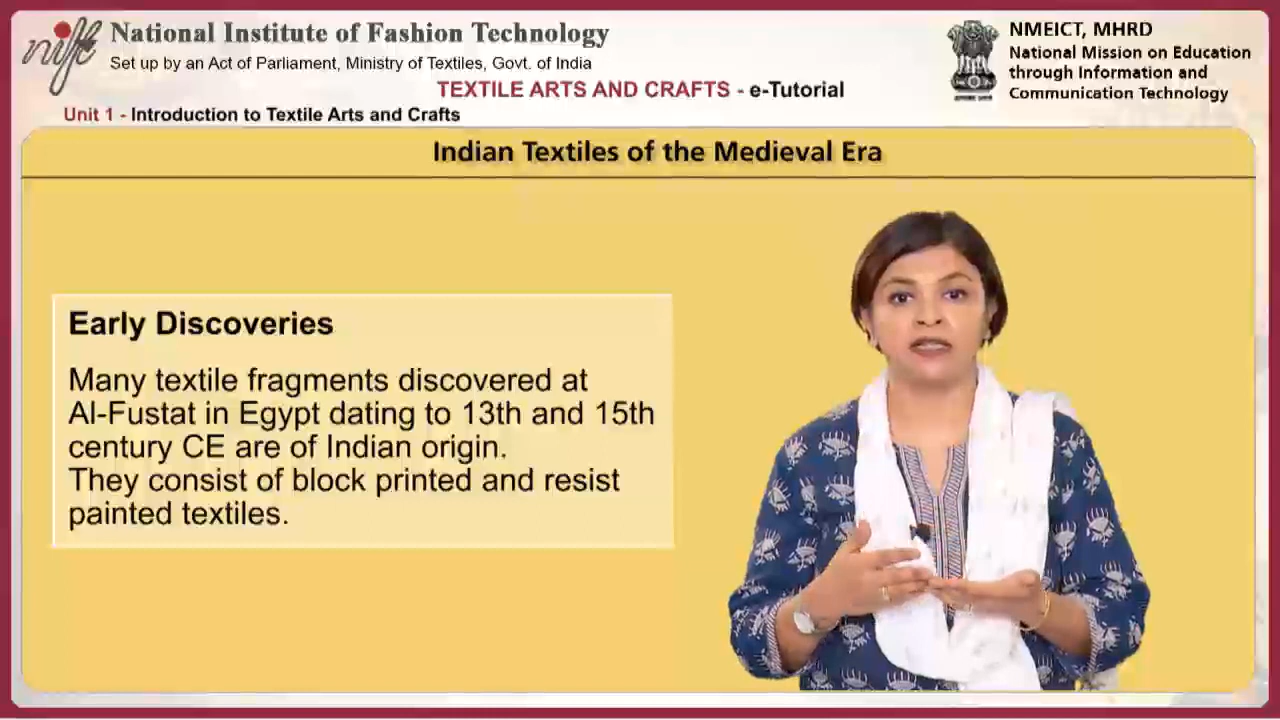 nift
National Institute of Fashion Technology
Set up by an Act of Parliament, Ministry of Textiles, Govt. of India
NMEICT, MHRD
National Mission on Education
through Information and
Communication Technology
TEXTILE ARTS AND CRAFTS - e-Tutorial
Unit 1 - Introduction to Textile Arts and Crafts
Indian Textiles of the Medieval Era
Early Discoveries
Many textile fragments discovered at
Al-Fustat in Egypt dating to 13th and 15th
century CE are of Indian origin.
They consist of block printed and resist
painted textiles.